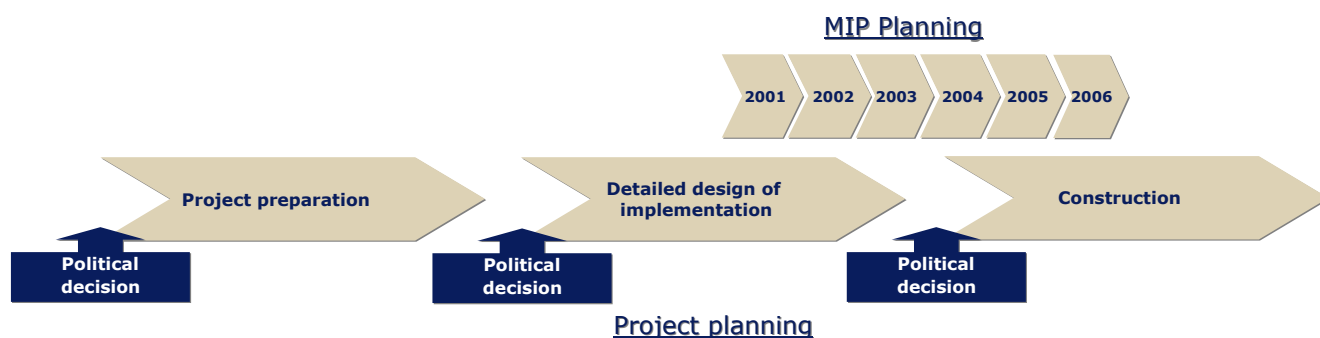 MIP Planning
2001 2002 2003 2004 2005 2006
Project preparation
Detailed design of
implementation
Construction
Political
decision
Political
decision
Political
decision
Project planning